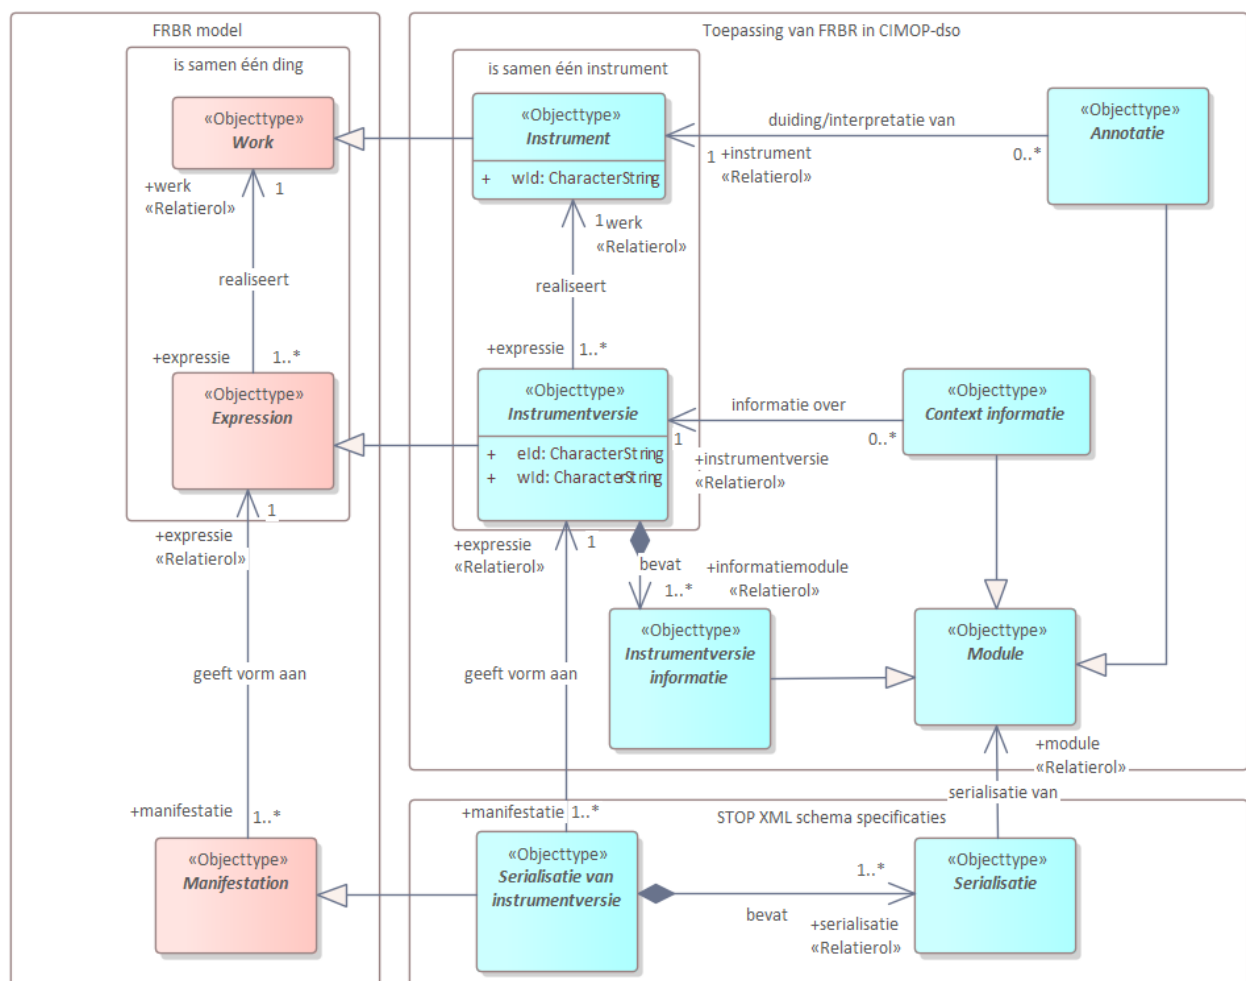 FRBR model
is samen één ding
«Objecttype»
Work
+werk
«Relatierol»
1
realiseert
+expressie
1..*
«Objecttype»
Expression
+expressie
«Relatierol»
1
geeft vorm aan
+manifestatie
1..*
«Objecttype»
Manifestation
Toepassing van FRBR in CIMOP-dso
is samen één instrument
«Objecttype»
Instrument
+ wId: CharacterString
duiding/interpretatie van
1
+instrument
«Relatierol»
0..*
«Objecttype»
Annotatie
1
werk
«Relatierol»
realiseert
+expressie
1..*
«Objecttype»
Instrumentversie
+ eId: CharacterString
+ wId: CharacterString
informatie over
1
0..*
+instrumentversie
«Relatierol»
«Objecttype»
Context informatie
+expressie
«Relatierol»
1
bevat
+informatiemodule
1..*
«Relatierol»
«Objecttype»
Instrumentversie
informatie
«Objecttype»
Module
geeft vorm aan
+module
«Relatierol»
serialisatie van
+manifestatie
1..*
STOP XML schema specificaties
«Objecttype»
Serialisatie van
instrumentversie
bevat
1..*
+serialisatie
«Relatierol»
«Objecttype»
Serialisatie